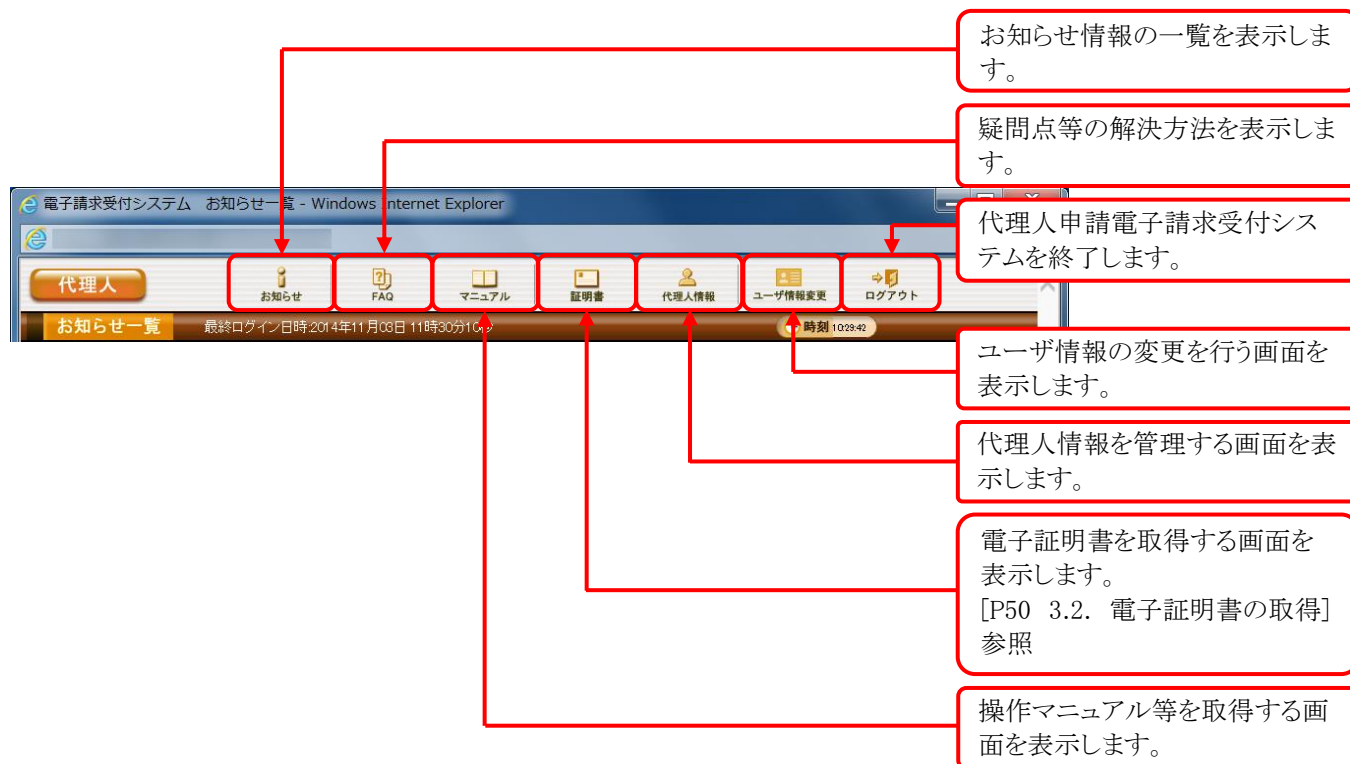 お知らせ情報の一覧を表示しま
す。
疑問点等の解決方法を表示しま
す。
電子請求受付システム お知らせ一覧 - Windows Internet Explorer
代理人申請電子請求受付シス
テムを終了します。
代理人
お知らせ
FAQ
マニュアル
証明書
代理人情報
ユーザ情報変更
ログアウト
お知らせ一覧 最終ログイン日時:2014年11月03日 11時30分10秒 時刻 10:29:42
ユーザ情報の変更を行う画面を
表示します。
代理人情報を管理する画面を表
示します。
電子証明書を取得する画面を
表示します。
[P50 3.2. 電子証明書の取得]
参照
操作マニュアル等を取得する画
面を表示します。